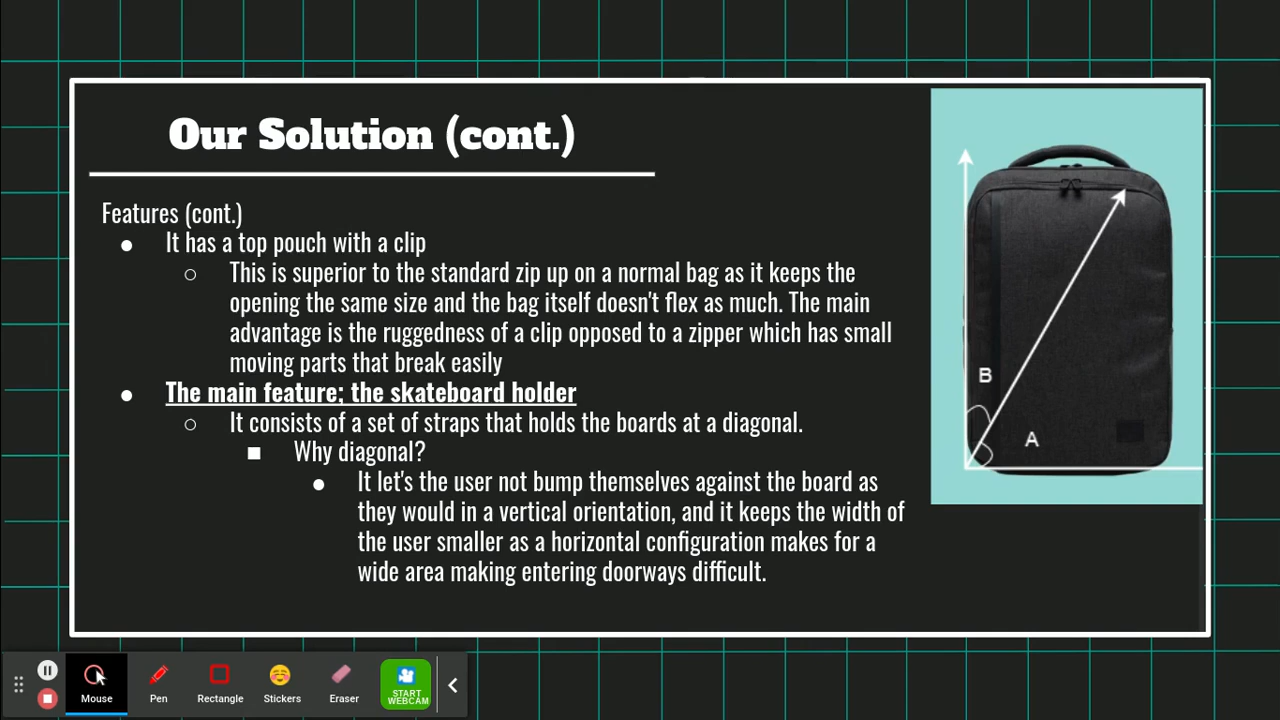 Our Solution (cont.)
Features (cont.)
● It has a top pouch with a clip
○ This is superior to the standard zip up on a normal bag as it keeps the
opening the same size and the bag itself doesn't flex as much. The main
advantage is the ruggedness of a clip opposed to a zipper which has small
moving parts that break easily
● The main feature; the skateboard holder
○ It consists of a set of straps that holds the boards at a diagonal.
■ Why diagonal?
● It let's the user not bump themselves against the board as
they would in a vertical orientation, and it keeps the width of
the user smaller as a horizontal configuration makes for a
wide area making entering doorways difficult.
B
A
Mouse
Pen
Rectangle
Stickers
Eraser
START
WEBCAM